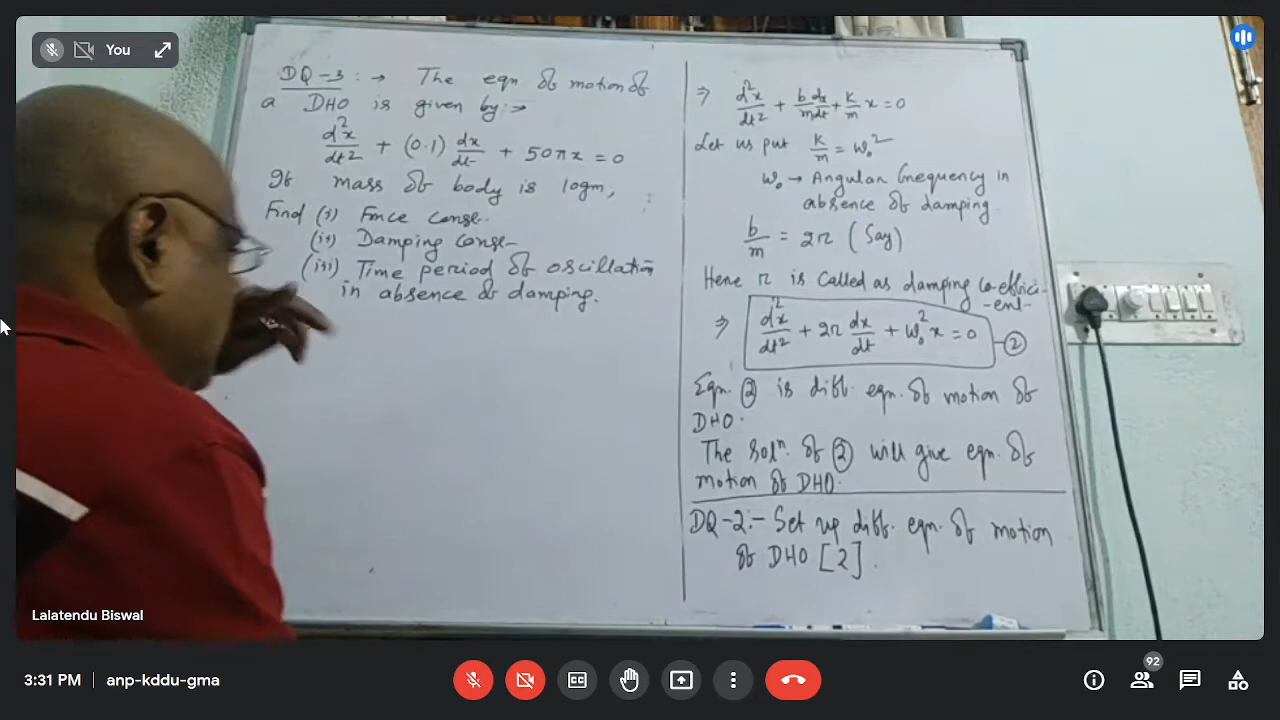 You
DQ-3: → The eqn of motion of
a DHO is given by:→
d²x/dt² + (0.1) dx/dt + 50πx = 0
If mass of body is 10gm,
Find (i) Force const.
(ii) Damping const
(iii) Time period of oscillation
in absence of damping.
⇒ d²x/dt² + b/m dx/dt + k/m x = 0
Let us put k/m = ω₀²
ω₀ → Angular frequency in
absence of damping
b/m = 2r (Say)
Hence r is called as damping co-effici-
-ent
⇒ d²x/dt² + 2r dx/dt + ω₀²x = 0 —②
Eqn. ② is diff. eqn. of motion of
DHO.
The solⁿ. of ② will give eqn. of
motion of DHO.
DQ-2:- Set up diff. eqn. of motion
of DHO [2].
Lalatendu Biswal
3:31 PM | anp-kddu-gma
92